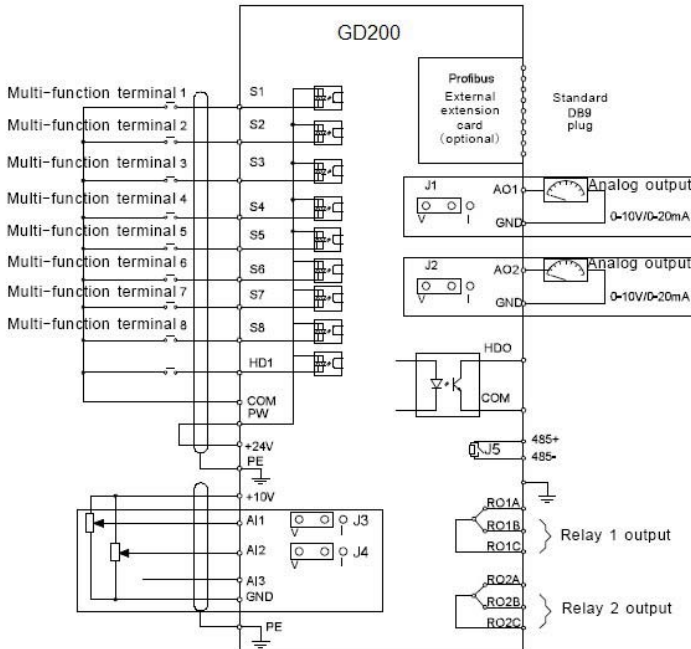 GD200
Multi-function terminal 1
S1
Multi-function terminal 2
S2
Multi-function terminal 3
S3
Multi-function terminal 4
S4
Multi-function terminal 5
S5
Multi-function terminal 6
S6
Multi-function terminal 7
S7
Multi-function terminal 8
S8
HD1
COM
PW
+24V
PE
+10V
AI1
J3
V
I
AI2
J4
V
I
AI3
GND
PE
Profibus
External
extension
card
(optional)
Standard
DB9
plug
J1
V
I
AO1
Analog output
GND
0-10V/0-20mA
J2
V
I
AO2
Analog output
GND
0-10V/0-20mA
HDO
COM
J5
485+
485-
RO1A
RO1B
RO1C
Relay 1 output
RO2A
RO2B
RO2C
Relay 2 output